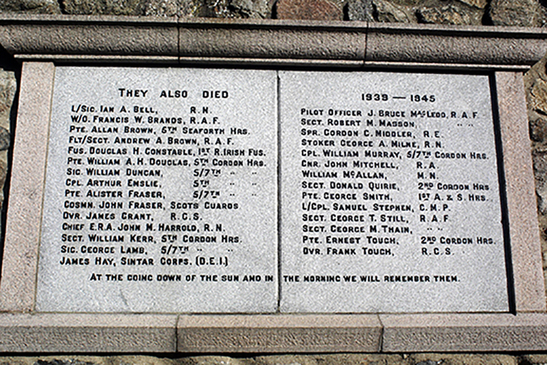 THEY ALSO DIED
L/SIG. IAN A. BELL, R.N.
W/O. FRANCIS W. BRANDS, R.A.F.
PTE. ALLAN BROWN, 5TH SEAFORTH HRS.
FLT/SGT. ANDREW A. BROWN, R.A.F.
FUS. DOUGLAS H. CONSTABLE, 1ST R. IRISH FUS.
PTE. WILLIAM A. H. DOUGLAS, 5TH GORDON HRS.
SIG. WILLIAM DUNCAN, 5/7TH " "
CPL. ARTHUR EMSLIE, 5TH " "
PTE. ALISTER FRASER, 5/7TH " "
GDSMN. JOHN FRASER, SCOTS GUARDS
DVR. JAMES GRANT, R.C.S.
CHIEF E.R.A. JOHN M. HARROLD, R.N.
SGT. WILLIAM KERR, 5TH GORDON HRS.
SIG. GEORGE LAMB, 5/7TH " "
JAMES HAY, SINTAR CORPS. (D.E.I.)
1939 — 1945
PILOT OFFICER J. BRUCE McLEOD, R.A.F.
SGT. ROBERT M. MASSON, " "
SPR. GORDON C. NIDDLER, R.E.
STOKER GEORGE A. MILNE, R.N.
CPL. WILLIAM MURRAY, 5/7TH GORDON HRS.
GNR. JOHN MITCHELL, R.A.
WILLIAM McALLAN, M.N.
SGT. DONALD QUIRIE, 2ND GORDON HRS.
PTE. GEORGE SMITH, 1ST A. & S. HRS.
L/CPL. SAMUEL STEPHEN, C.M.P.
SGT. GEORGE T. STILL, R.A.F.
SGT. GEORGE M. THAIN, " "
PTE. ERNEST TOUGH, 2ND GORDON HRS.
DVR. FRANK TOUGH, R.C.S.
AT THE GOING DOWN OF THE SUN AND IN THE MORNING WE WILL REMEMBER THEM.